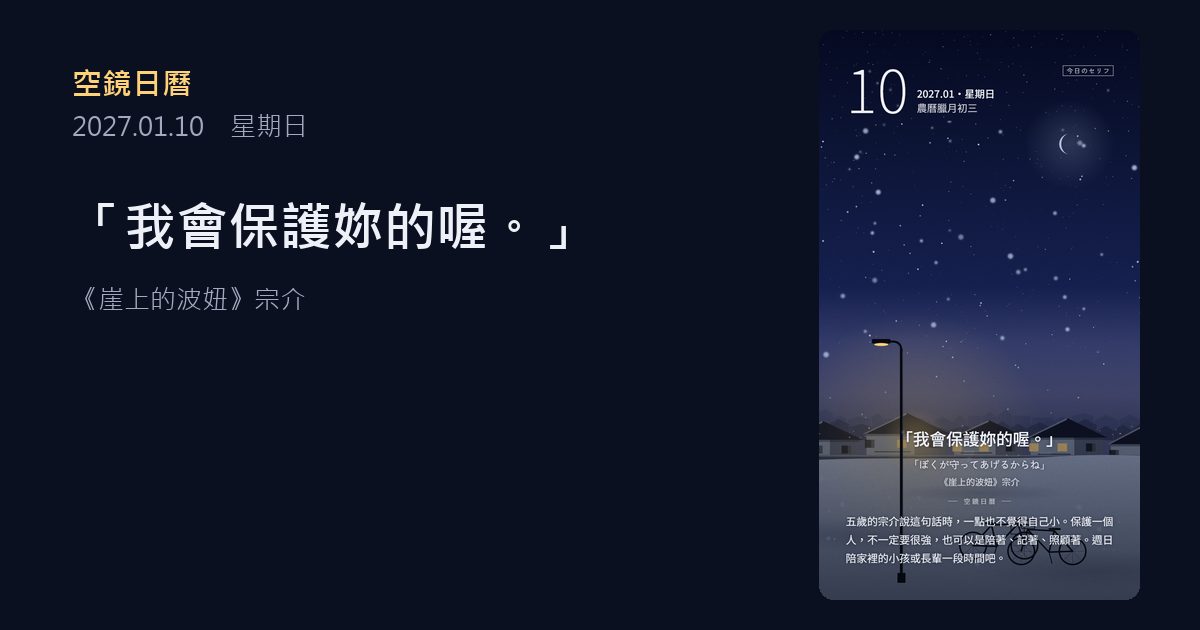 空鏡日曆
2027.01.10 星期日
「我會保護妳的喔。」
《崖上的波妞》宗介
今日のセリフ
10
2027.01・星期日
農曆臘月初三
「我會保護妳的喔。」
「ぼくが守ってあげるからね」
《崖上的波妞》宗介
空鏡日曆
五歲的宗介說這句話時，一點也不覺得自己小。保護一個
人，不一定要很強，也可以是陪著、記著、照顧著。週日
陪家裡的小孩或長輩一段時間吧。